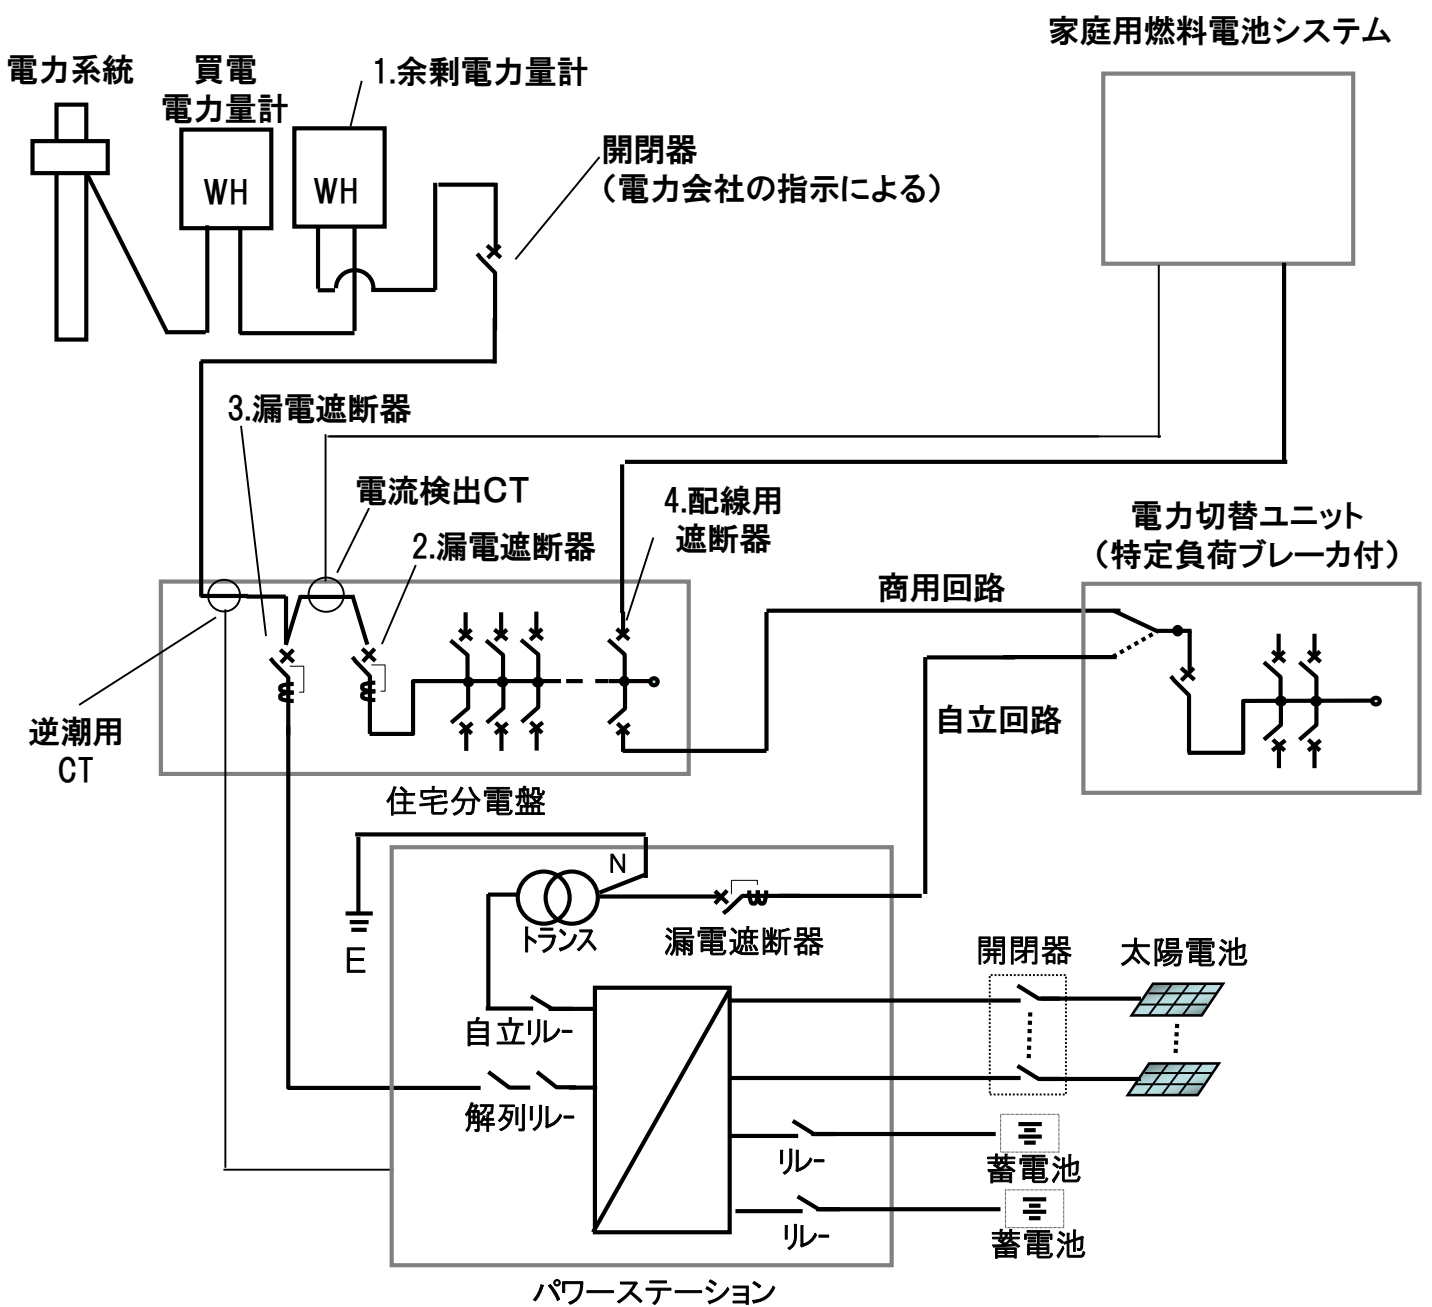 家庭用燃料電池システム
電力系統
買電
電力量計
1.余剰電力量計
WH
WH
開閉器
(電力会社の指示による)
3.漏電遮断器
電流検出CT
2.漏電遮断器
4.配線用
遮断器
電力切替ユニット
(特定負荷ブレーカ付)
商用回路
自立回路
逆潮用
CT
住宅分電盤
N
E
トランス
漏電遮断器
開閉器
太陽電池
自立リレー
解列リレー
リレー
蓄電池
リレー
蓄電池
パワーステーション